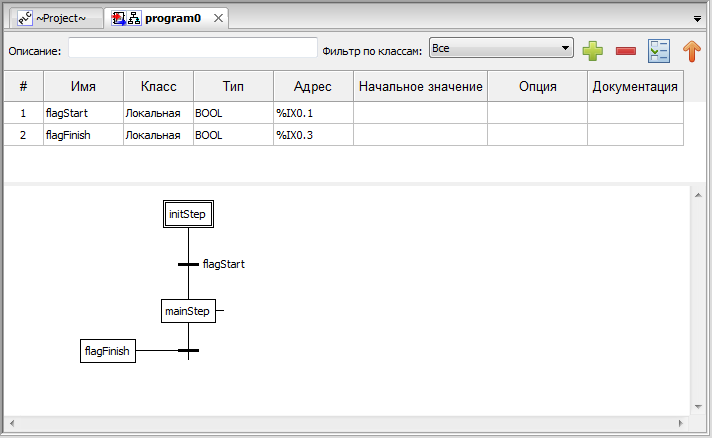 ~Project~ program0
Описание: Фильтр по классам: Все
# Имя Класс Тип Адрес Начальное значение Опция Документация
1 flagStart Локальная BOOL %IX0.1
2 flagFinish Локальная BOOL %IX0.3
initStep
flagStart
mainStep
flagFinish